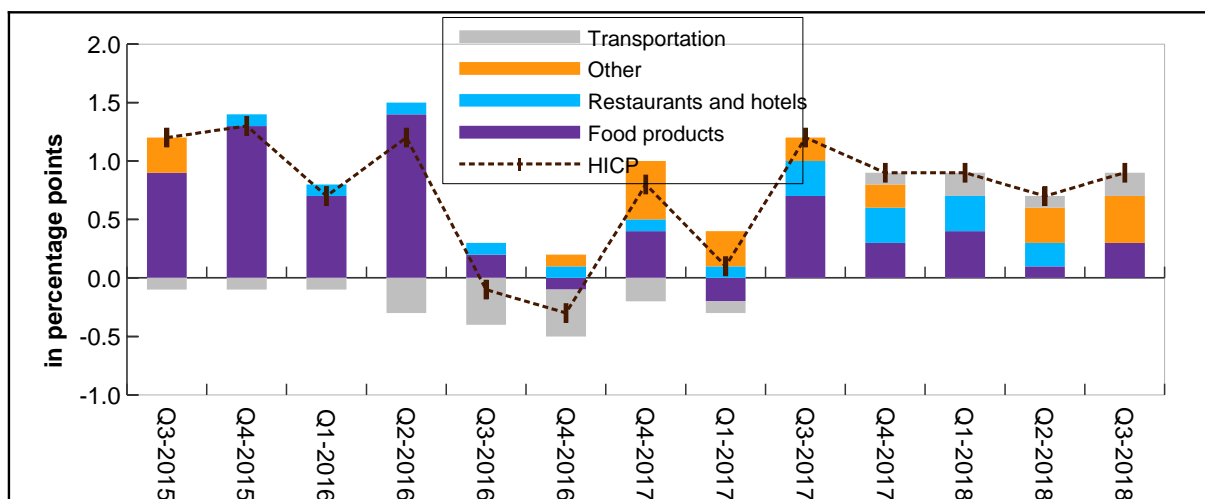 Transportation
Other
Restaurants and hotels
Food products
HICP
in percentage points
2.0
1.5
1.0
0.5
0.0
-0.5
-1.0
Q3-2015
Q4-2015
Q1-2016
Q2-2016
Q3-2016
Q4-2016
Q4-2017
Q1-2017
Q3-2017
Q4-2017
Q1-2018
Q2-2018
Q3-2018